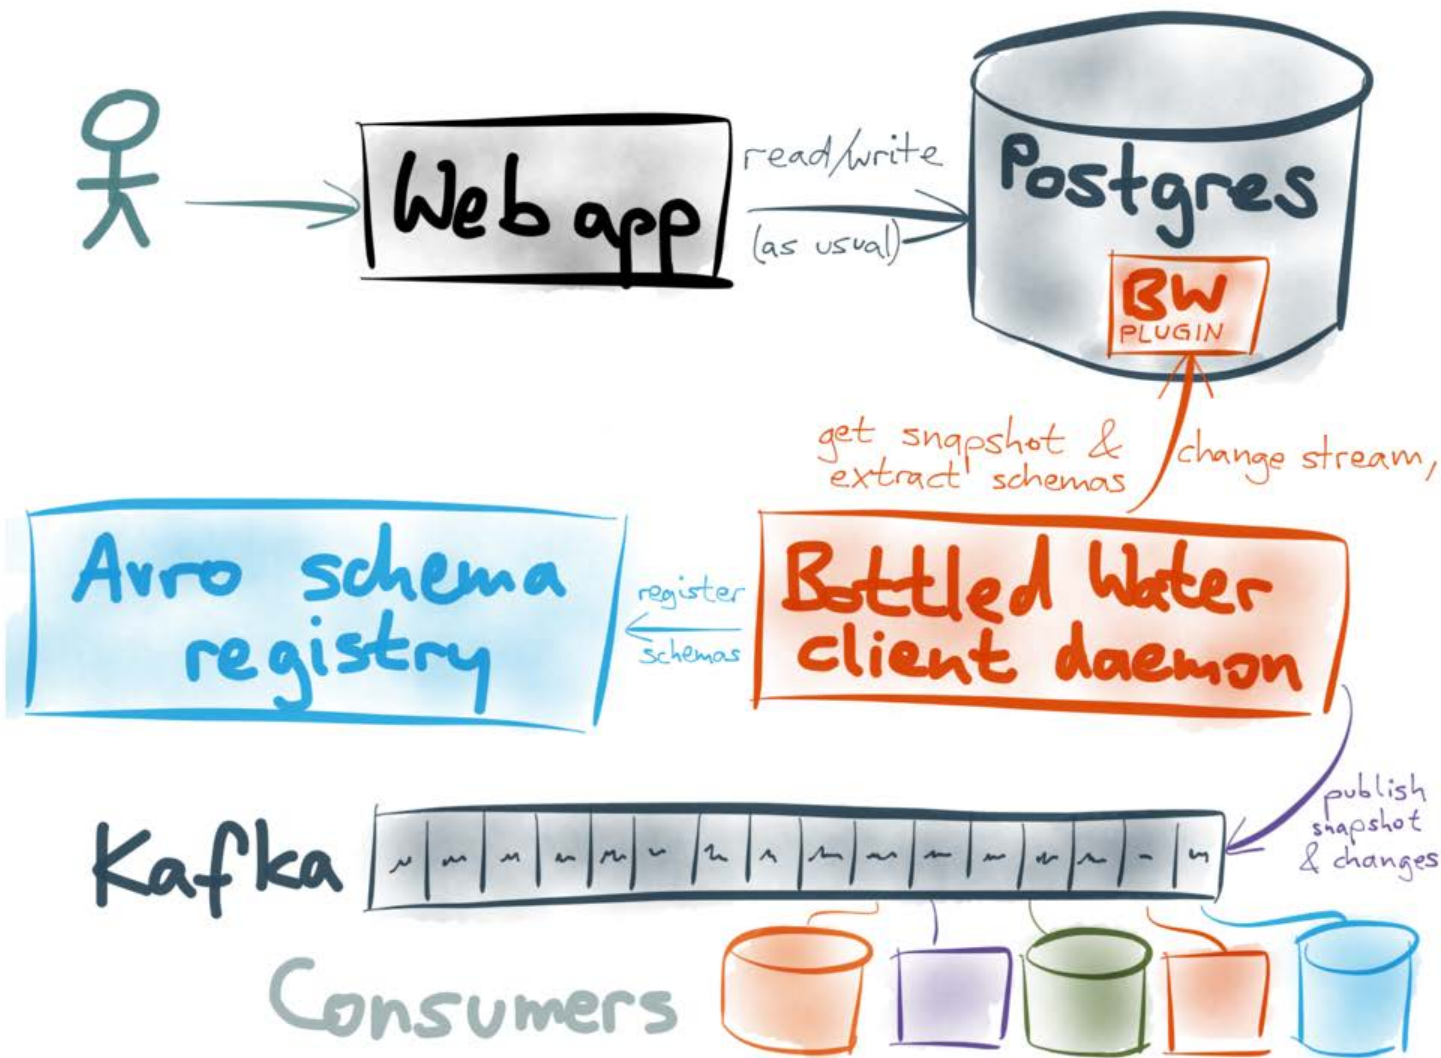 Web app
read/write
(as usual)
Postgres
BW
PLUGIN
get snapshot &
extract schemas
change stream,
Avro schema
registry
register
schemas
Bottled Water
client daemon
publish
snapshot
& changes
Kafka
Consumers